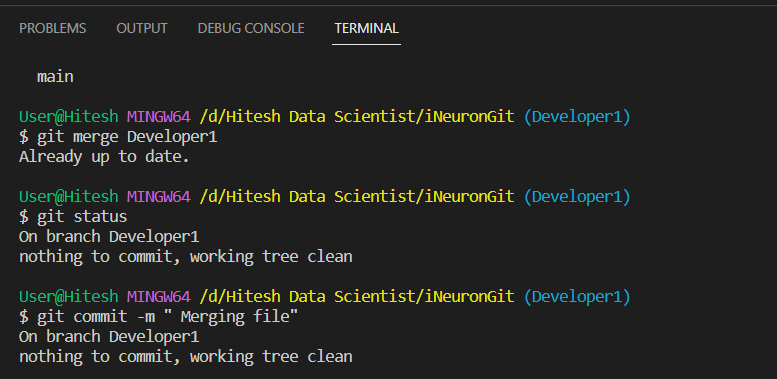 PROBLEMS OUTPUT DEBUG CONSOLE TERMINAL
main
User@Hitesh MINGW64 /d/Hitesh Data Scientist/iNeuronGit (Developer1)
$ git merge Developer1
Already up to date.
User@Hitesh MINGW64 /d/Hitesh Data Scientist/iNeuronGit (Developer1)
$ git status
On branch Developer1
nothing to commit, working tree clean
User@Hitesh MINGW64 /d/Hitesh Data Scientist/iNeuronGit (Developer1)
$ git commit -m " Merging file"
On branch Developer1
nothing to commit, working tree clean